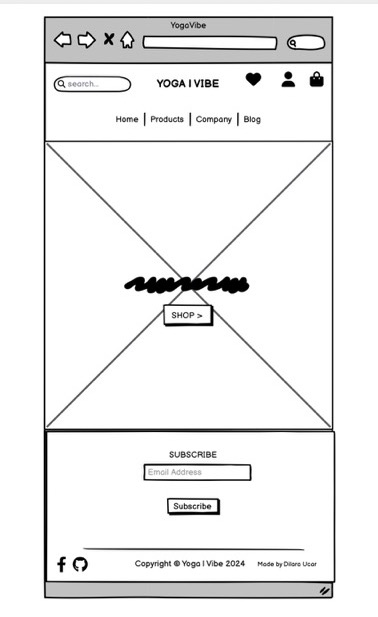 YogaVibe
search...
YOGA | VIBE
Home | Products | Company | Blog
SHOP >
SUBSCRIBE
Email Address
Subscribe
Copyright © Yoga | Vibe 2024
Made by Dilara Ucar